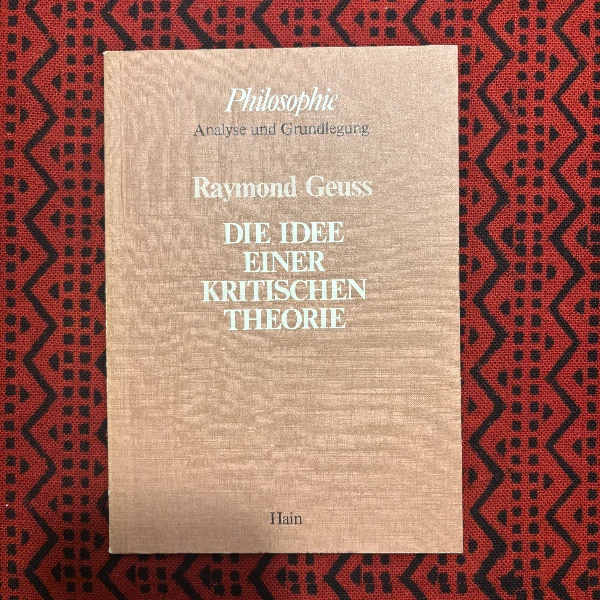 Philosophie
Analyse und Grundlegung
Raymond Geuss
DIE IDEE
EINER
KRITISCHEN
THEORIE
Hain